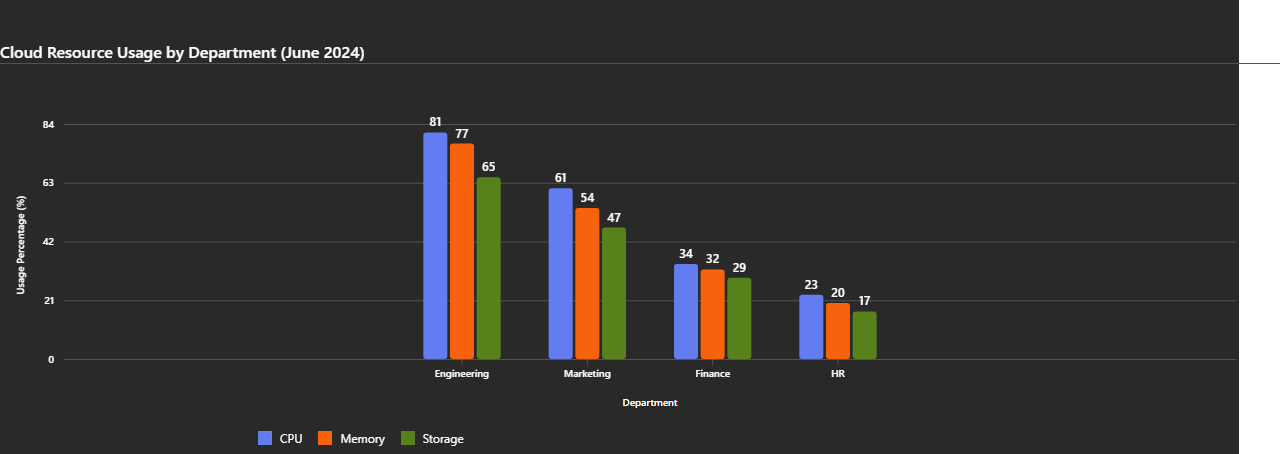 Cloud Resource Usage by Department (June 2024)
84
63
42
21
0
Usage Percentage (%)
81
77
65
61
54
47
34
32
29
23
20
17
Engineering
Marketing
Finance
HR
Department
CPU
Memory
Storage